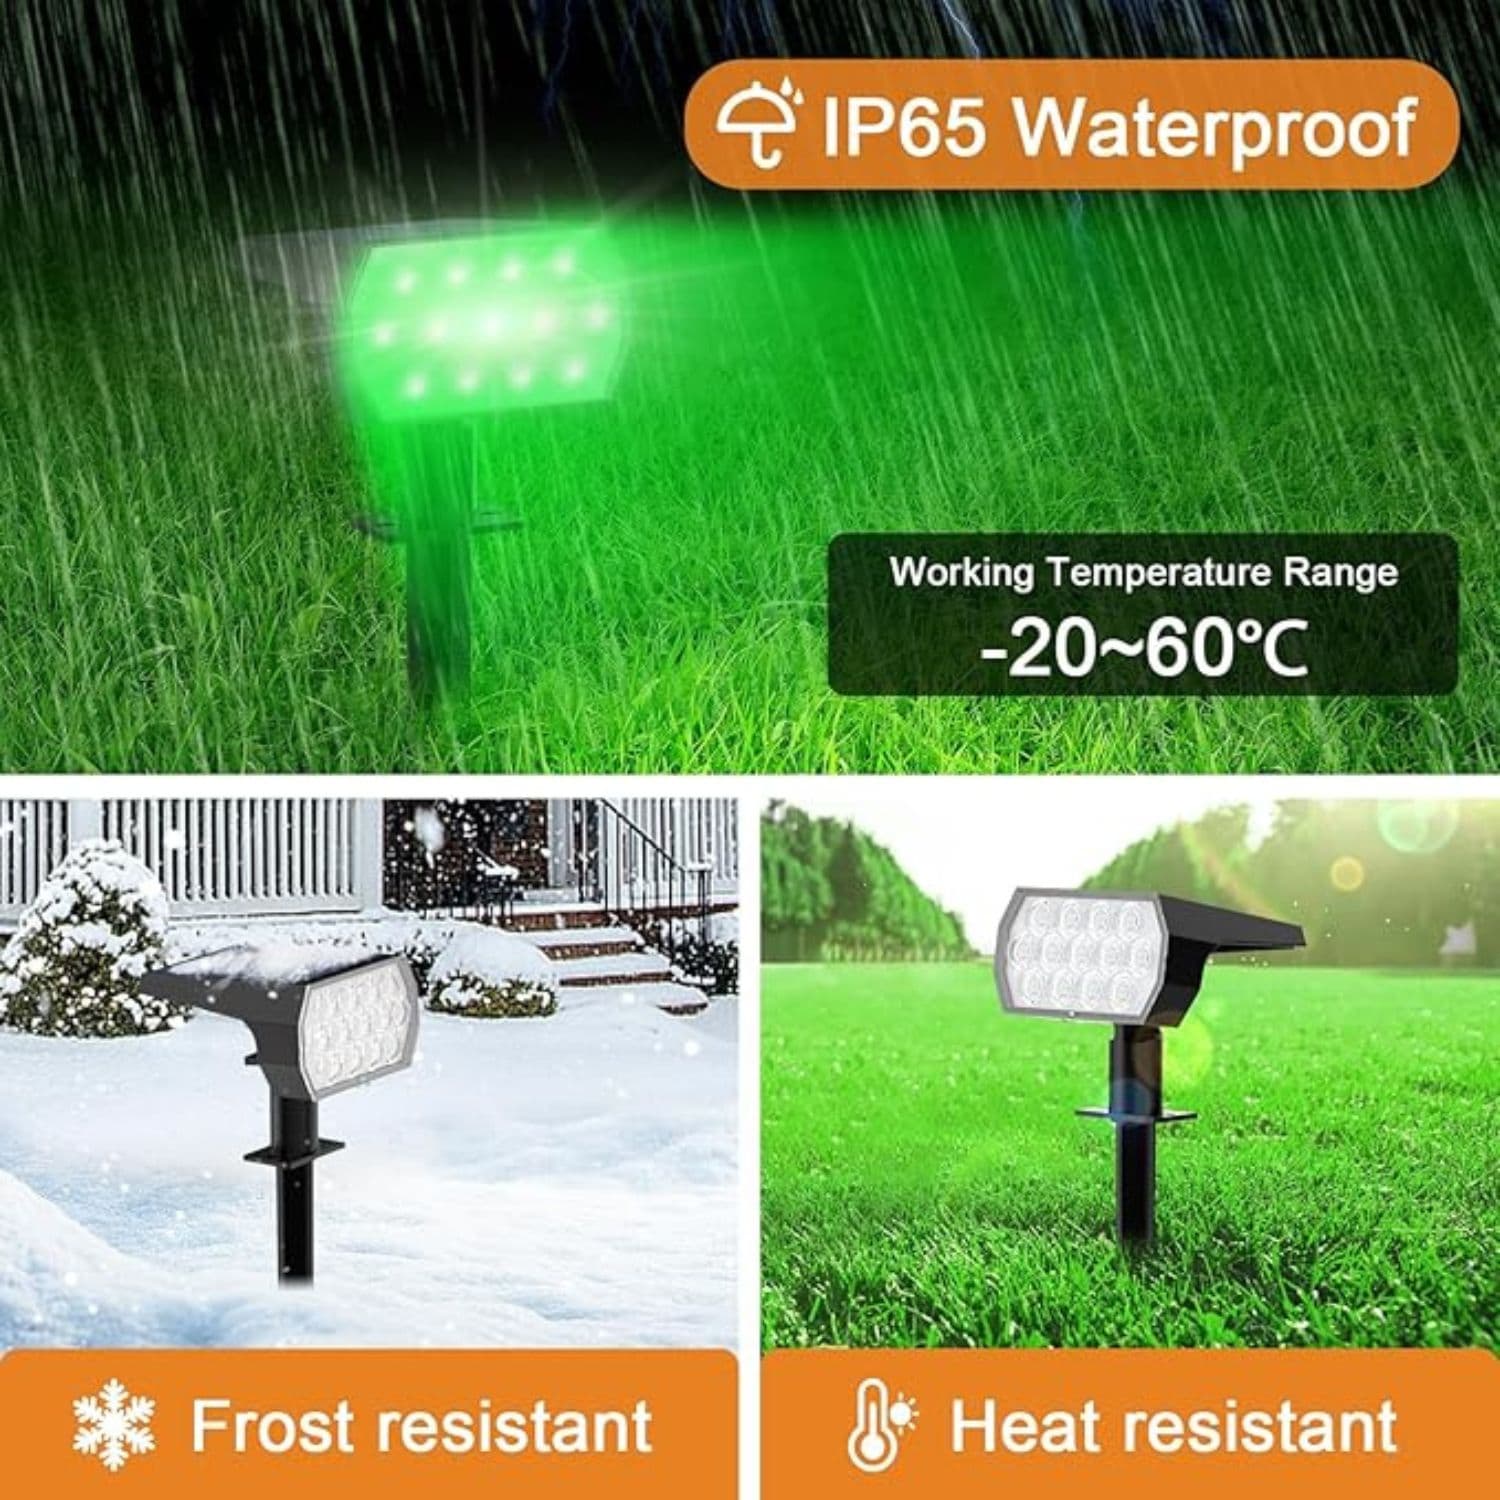 IP65 Waterproof
Working Temperature Range
-20~60℃
Frost resistant
Heat resistant